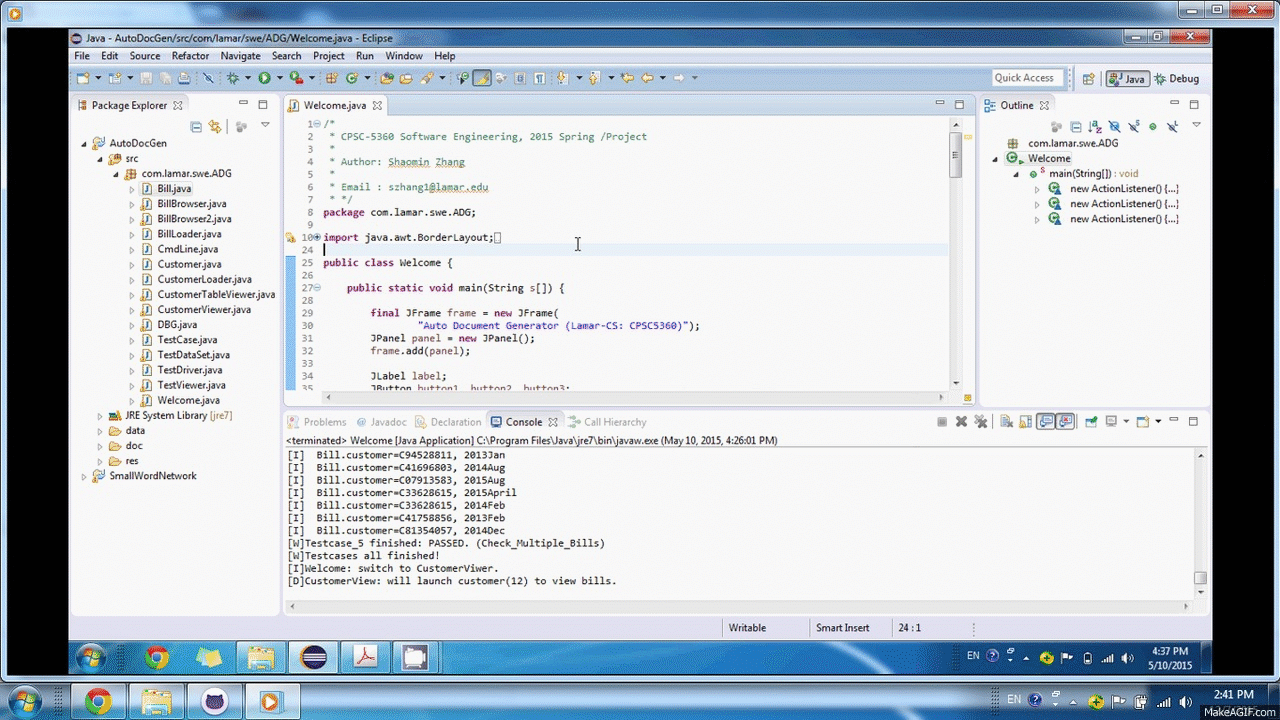 Java - AutoDocGen/src/com/lamar/swe/ADG/Welcome.java - Eclipse
File Edit Source Refactor Navigate Search Project Run Window Help
Quick Access Java Debug
Package Explorer
AutoDocGen
src
com.lamar.swe.ADG
Bill.java
BillBrowser.java
BillBrowser2.java
BillLoader.java
CmdLine.java
Customer.java
CustomerLoader.java
CustomerTableViewer.java
CustomerViewer.java
DBG.java
TestCase.java
TestDataSet.java
TestDriver.java
TestViewer.java
Welcome.java
JRE System Library [jre7]
data
doc
res
SmallWordNetwork
Welcome.java
1 /*
2 * CPSC-5360 Software Engineering, 2015 Spring /Project
3 *
4 * Author: Shaomin Zhang
5 *
6 * Email : szhang1@lamar.edu
7 * */
8 package com.lamar.swe.ADG;
9
10 import java.awt.BorderLayout;
24
25 public class Welcome {
26
27 public static void main(String s[]) {
28
29 final JFrame frame = new JFrame(
30 "Auto Document Generator (Lamar-CS: CPSC5360)");
31 JPanel panel = new JPanel();
32 frame.add(panel);
33
34 JLabel label;
35 JButton button1, button2, button3;
Outline
com.lamar.swe.ADG
Welcome
main(String[]) : void
new ActionListener() {...}
new ActionListener() {...}
new ActionListener() {...}
Problems Javadoc Declaration Console Call Hierarchy
<terminated> Welcome [Java Application] C:\Program Files\Java\jre7\bin\javaw.exe (May 10, 2015, 4:26:01 PM)
[I] Bill.customer=C94528811, 2013Jan
[I] Bill.customer=C41696803, 2014Aug
[I] Bill.customer=C07913583, 2015Aug
[I] Bill.customer=C33628615, 2015April
[I] Bill.customer=C33628615, 2014Feb
[I] Bill.customer=C41758856, 2013Feb
[I] Bill.customer=C81354057, 2014Dec
[W]Testcase_5 finished: PASSED. (Check_Multiple_Bills)
[W]Testcases all finished!
[I]Welcome: switch to CustomerViwer.
[D]CustomerView: will launch customer(12) to view bills.
Writable Smart Insert 24 : 1
EN 4:37 PM
5/10/2015
EN 2:41 PM
MakeAGIF.com